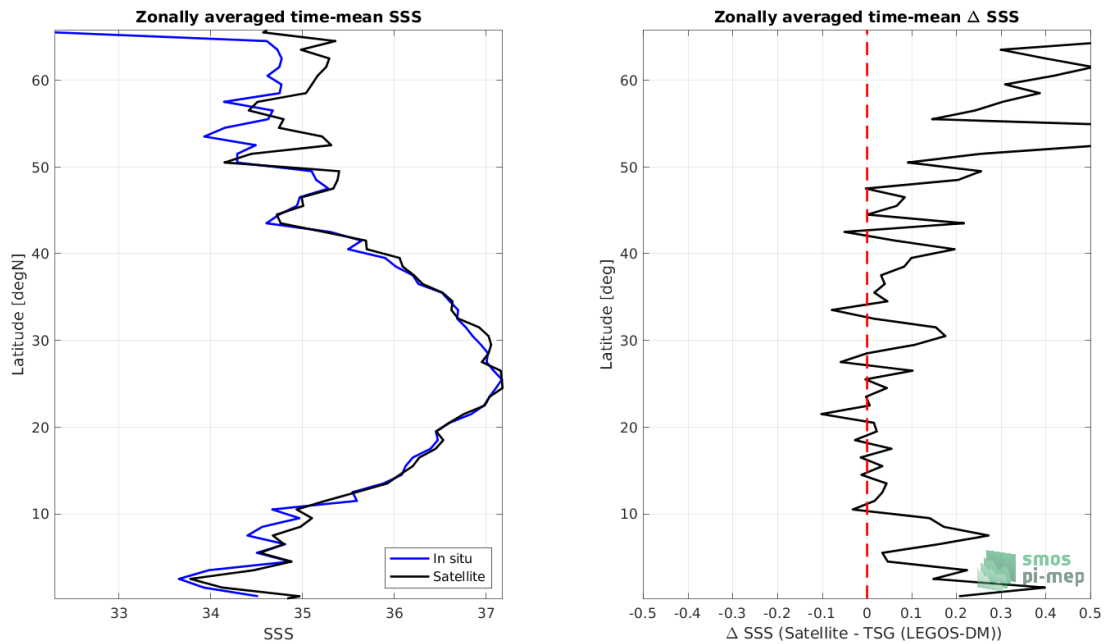 Zonally averaged time-mean SSS
60
50
40
30
20
10
Latitude [degN]
33 34 35 36 37
SSS
In situ
Satellite
Zonally averaged time-mean Δ SSS
60
50
40
30
20
10
Latitude [deg]
-0.5 -0.4 -0.3 -0.2 -0.1 0 0.1 0.2 0.3 0.4 0.5
Δ SSS (Satellite - TSG (LEGOS-DM))
smos
pi-mep